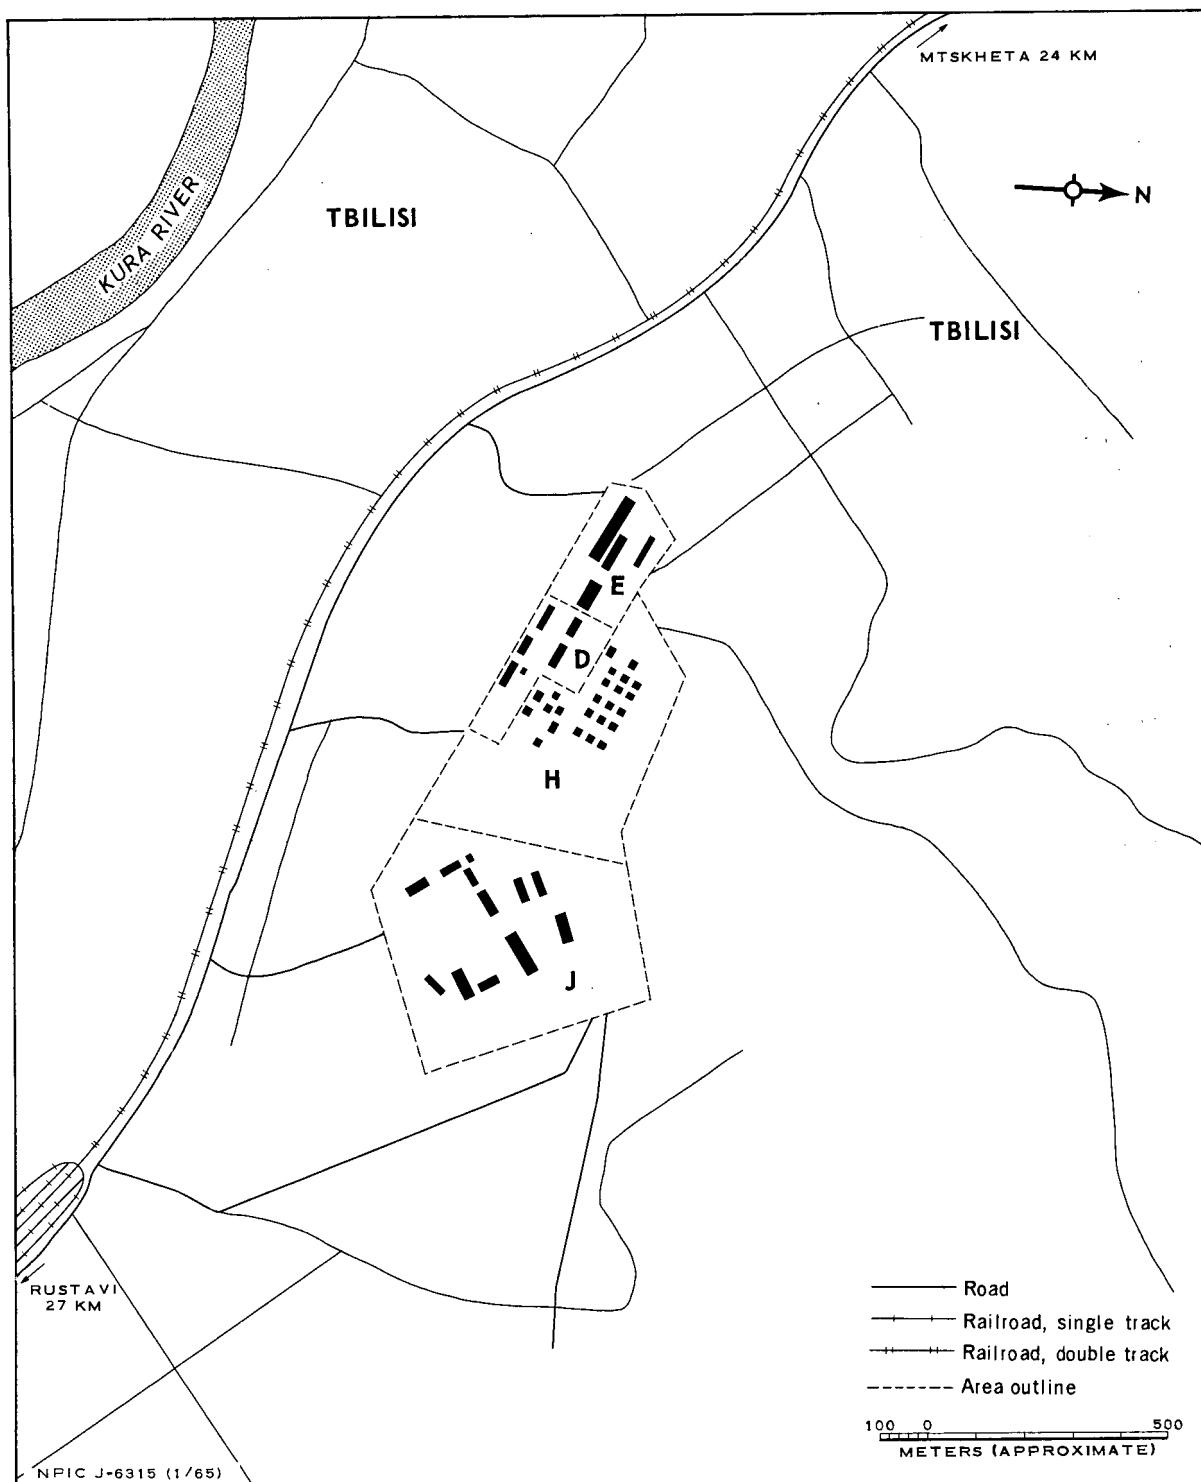 MTSKHETA 24 KM
N
KURA RIVER
TBILISI
TBILISI
E
D
H
J
RUSTAVI
27 KM
Road
Railroad, single track
Railroad, double track
Area outline
100 0 500
METERS (APPROXIMATE)
NPIC J-6315 (1/65)